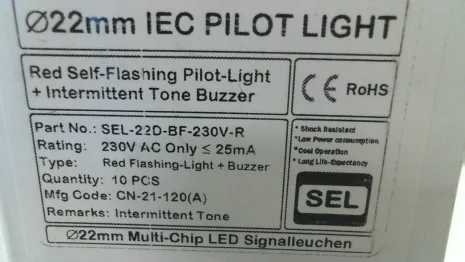 Ø22mm IEC PILOT LIGHT
Red Self-Flashing Pilot-Light
+ Intermittent Tone Buzzer
CE RoHS
Part No.: SEL-22D-BF-230V-R
Rating: 230V AC Only ≤ 25mA
Type: Red Flashing-Light + Buzzer
Quantity: 10 PCS
Mfg Code: CN-21-120(A)
Remarks: Intermittent Tone
* Shock Resistant
*Low Power consumption
*Cool Operation
* Long Life-Expectancy
SEL
Ø22mm Multi-Chip LED Signalleuchen